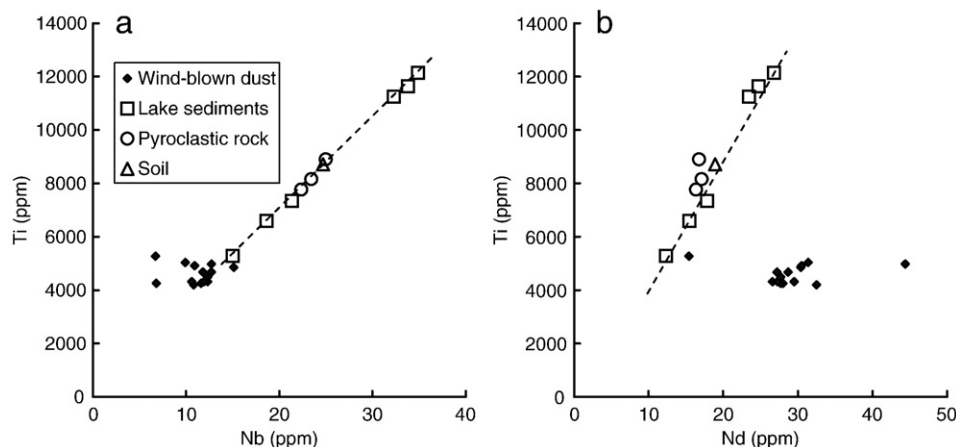 a
14000
12000
10000
8000
6000
4000
2000
0
Ti (ppm)
Wind-blown dust
Lake sediments
Pyroclastic rock
Soil
0 10 20 30 40
Nb (ppm)
b
14000
12000
10000
8000
6000
4000
2000
0
Ti (ppm)
0 10 20 30 40 50
Nd (ppm)